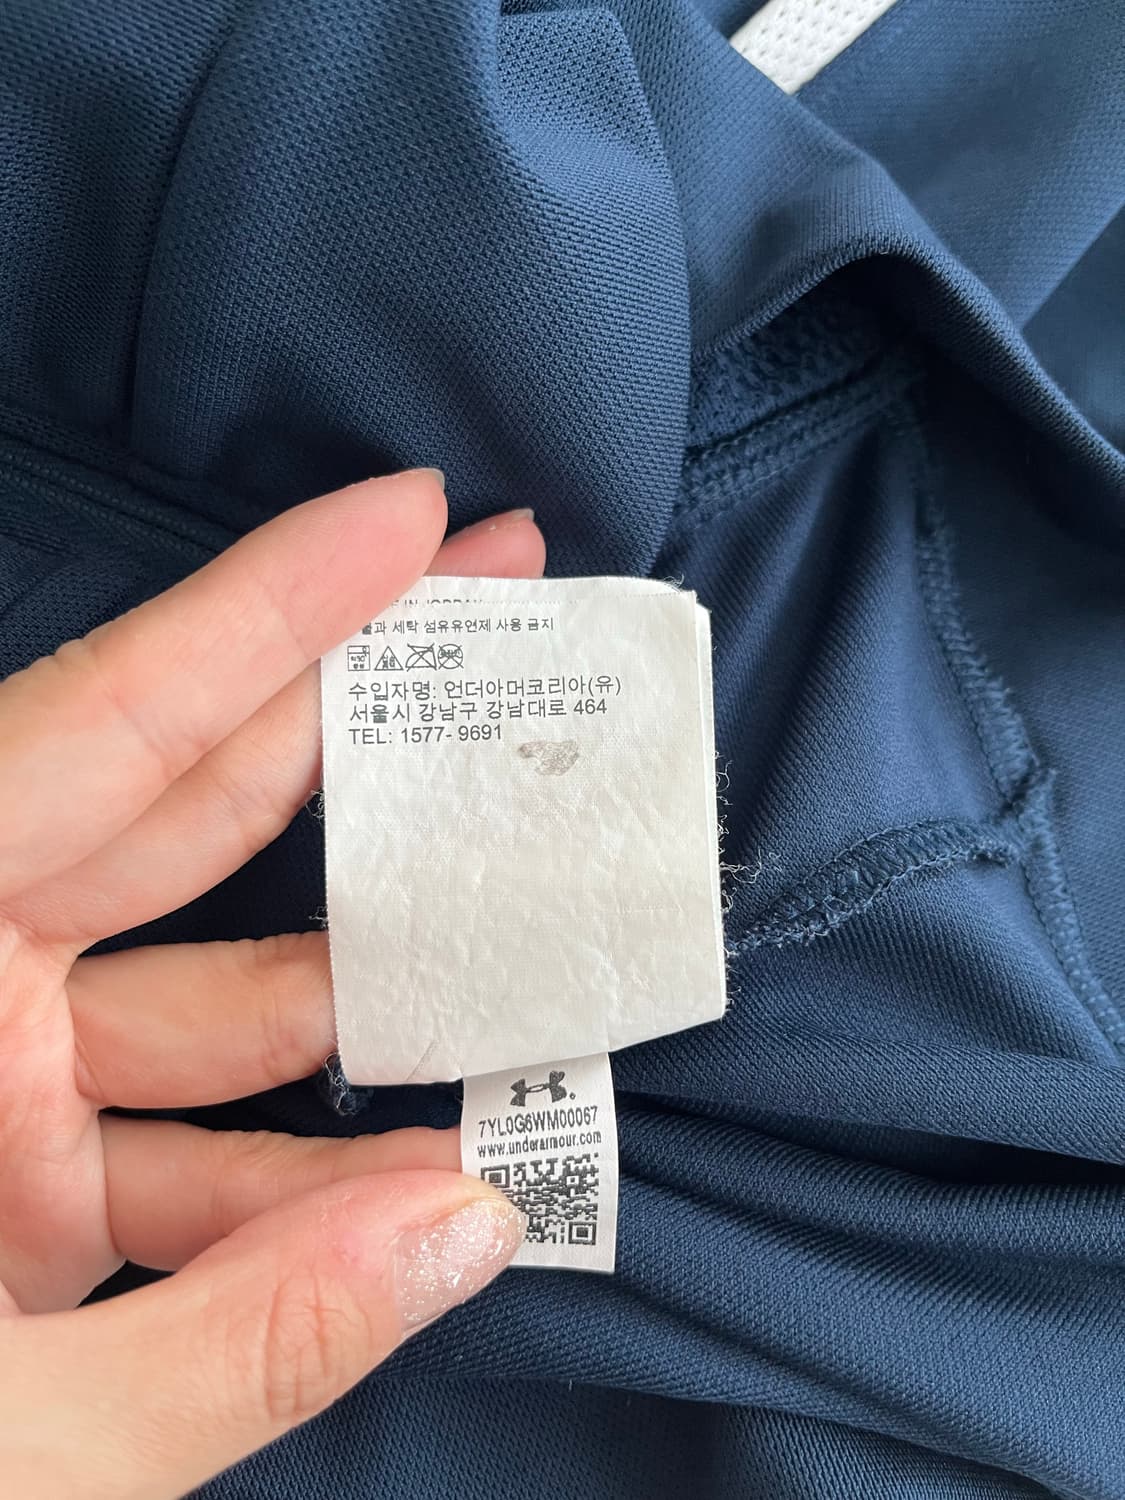 과 세탁 섬유유연제 사용 금지
수입자명: 언더아머코리아(유)
서울시 강남구 강남대로 464
TEL: 1577- 9691
7YL0G6WM00067
www.underarmour.com